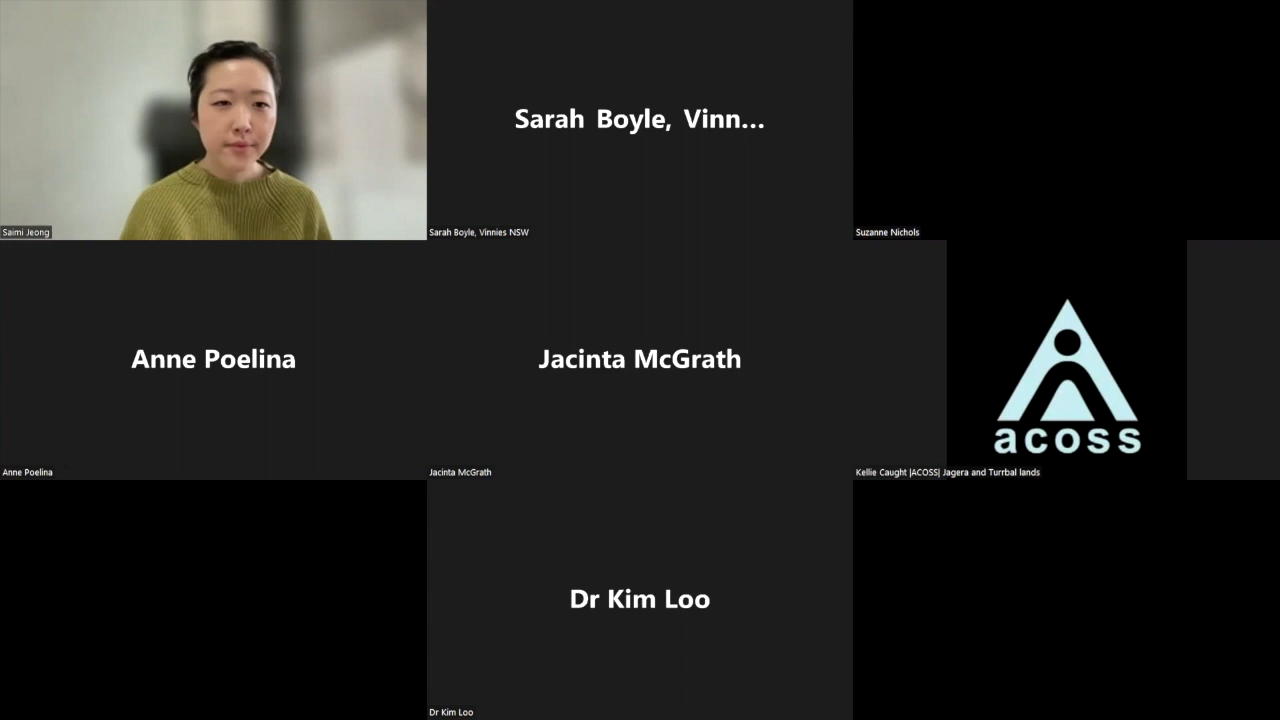 Sarah Boyle, Vinn...
Saimi Jeong
Sarah Boyle, Vinnies NSW
Suzanne Nichols
Anne Poelina
Jacinta McGrath
acoss
Anne Poelina
Jacinta McGrath
Kellie Caught |ACOSS| Jagera and Turrbal lands
Dr Kim Loo
Dr Kim Loo